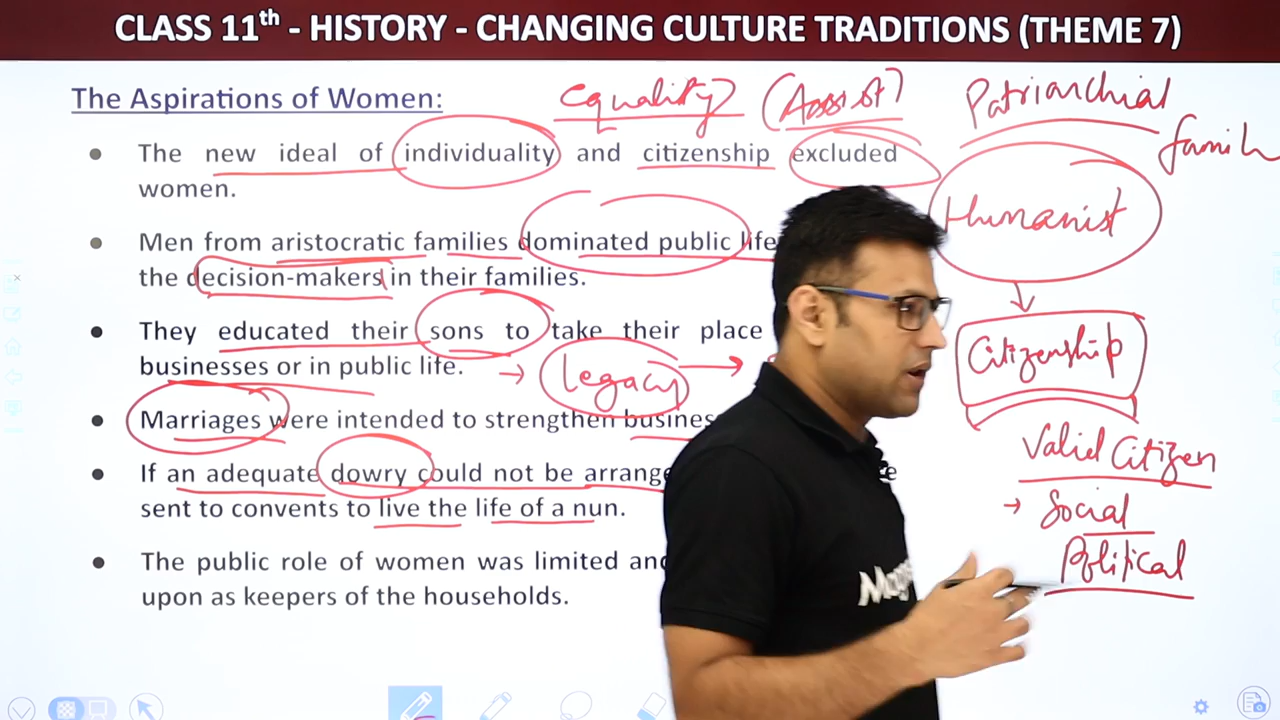 CLASS 11th - HISTORY - CHANGING CULTURE TRADITIONS (THEME 7)
The Aspirations of Women:
equality (Assist)
Patriarchial
famil
The new ideal of individuality and citizenship excluded
women.
Humanist
Men from aristocratic families dominated public life
the decision-makers in their families.
They educated their sons to take their place
businesses or in public life.
→ legacy →
Citizenship
Marriages were intended to strengthen busines
Valid Citizen
If an adequate dowry could not be arrange
sent to convents to live the life of a nun.
→ Social
Political
The public role of women was limited and
upon as keepers of the households.